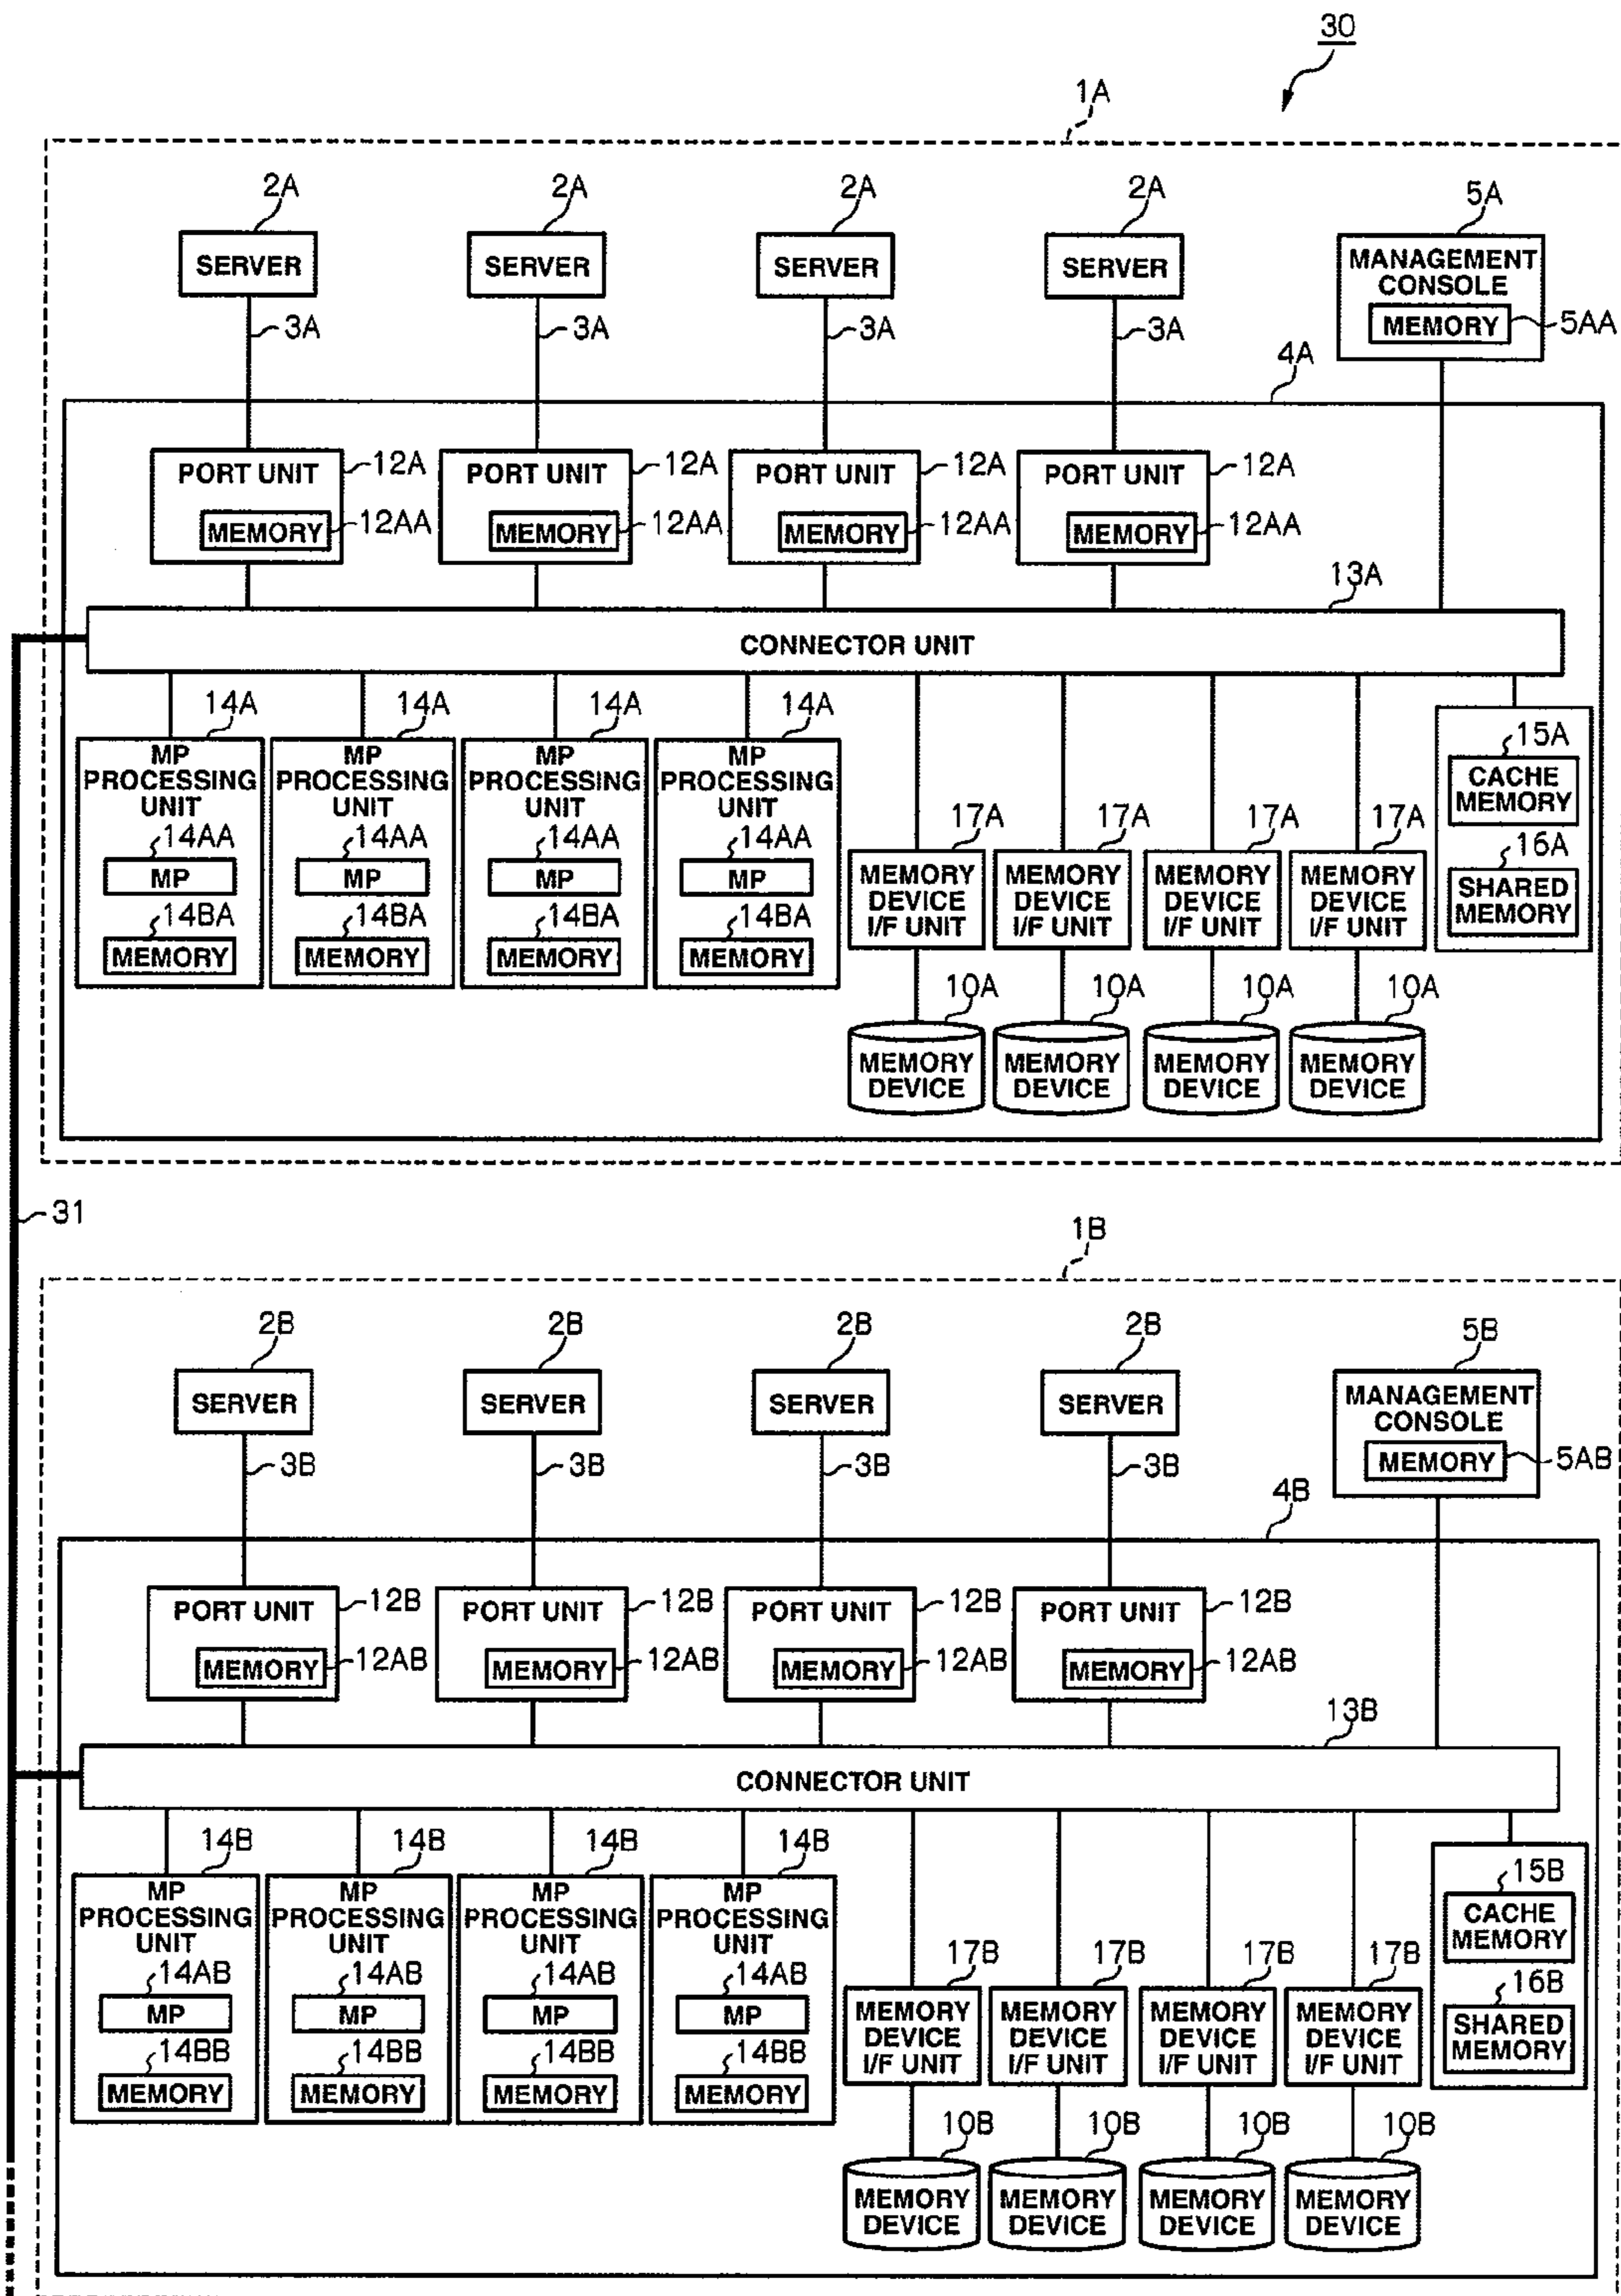 30
1A
2A 2A 2A 2A 5A
SERVER SERVER SERVER SERVER MANAGEMENT CONSOLE
MEMORY 5AA
3A 3A 3A 3A
4A
PORT UNIT 12A PORT UNIT 12A PORT UNIT 12A PORT UNIT 12A
MEMORY 12AA MEMORY 12AA MEMORY 12AA MEMORY 12AA
13A
CONNECTOR UNIT
14A 14A 14A 14A
MP MP MP MP 15A
PROCESSING PROCESSING PROCESSING PROCESSING CACHE
UNIT UNIT UNIT UNIT MEMORY
14AA 14AA 14AA 14AA 17A 17A 17A 17A 16A
MP MP MP MP MEMORY MEMORY MEMORY MEMORY SHARED
14BA 14BA 14BA 14BA DEVICE DEVICE DEVICE DEVICE MEMORY
I/F UNIT I/F UNIT I/F UNIT I/F UNIT
MEMORY MEMORY MEMORY MEMORY
10A 10A 10A 10A
MEMORY MEMORY MEMORY MEMORY
DEVICE DEVICE DEVICE DEVICE
31
1B
2B 2B 2B 2B 5B
SERVER SERVER SERVER SERVER MANAGEMENT CONSOLE
MEMORY 5AB
3B 3B 3B 3B
4B
PORT UNIT 12B PORT UNIT 12B PORT UNIT 12B PORT UNIT 12B
MEMORY 12AB MEMORY 12AB MEMORY 12AB MEMORY 12AB
13B
CONNECTOR UNIT
14B 14B 14B 14B
MP MP MP MP 15B
PROCESSING PROCESSING PROCESSING PROCESSING CACHE
UNIT UNIT UNIT UNIT MEMORY
14AB 14AB 14AB 14AB 17B 17B 17B 17B 16B
MP MP MP MP MEMORY MEMORY MEMORY MEMORY SHARED
14BB 14BB 14BB 14BB DEVICE DEVICE DEVICE DEVICE MEMORY
I/F UNIT I/F UNIT I/F UNIT I/F UNIT
MEMORY MEMORY MEMORY MEMORY
10B 10B 10B 10B
MEMORY MEMORY MEMORY MEMORY
DEVICE DEVICE DEVICE DEVICE